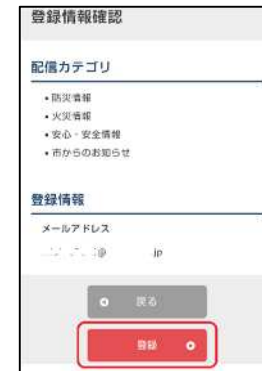 登録情報確認
配信カテゴリ
・防災情報
・火災情報
・安心・安全情報
・市からのお知らせ
登録情報
メールアドレス
@ jp
戻る
登録